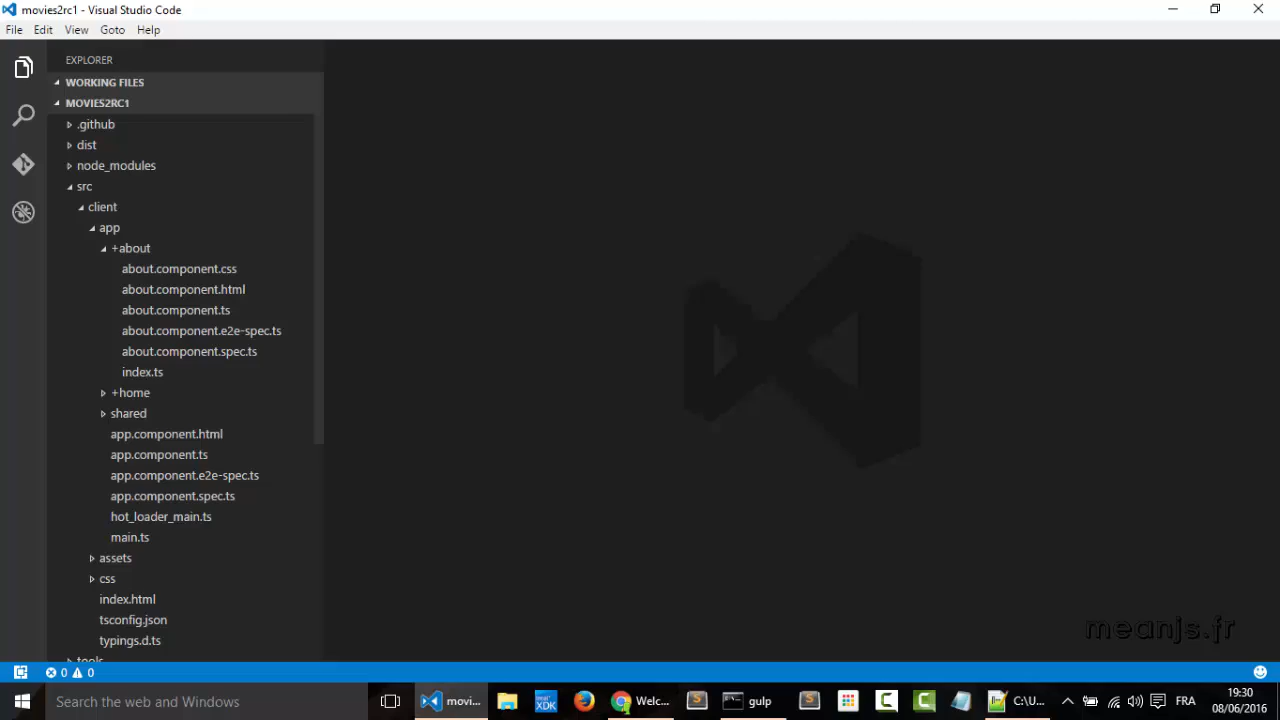 movies2rc1 - Visual Studio Code
File Edit View Goto Help
EXPLORER
WORKING FILES
MOVIES2RC1
.github
dist
node_modules
src
client
app
+about
about.component.css
about.component.html
about.component.ts
about.component.e2e-spec.ts
about.component.spec.ts
index.ts
+home
shared
app.component.html
app.component.ts
app.component.e2e-spec.ts
app.component.spec.ts
hot_loader_main.ts
main.ts
assets
css
index.html
tsconfig.json
typings.d.ts
tools
meanjs.fr
0 0
Search the web and Windows
movi...
XDK
Welc...
gulp
C:\U...
FRA
19:30
08/06/2016